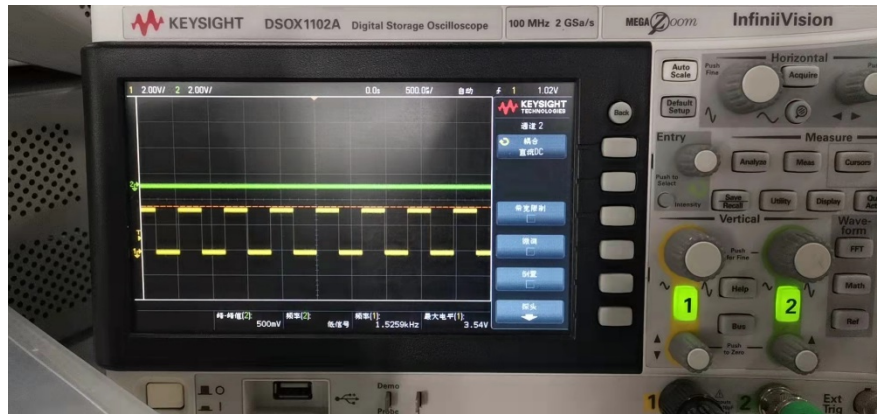 KEYSIGHT DSOX1102A Digital Storage Oscilloscope 100 MHz 2 GSa/s MEGA Zoom InfiniiVision
1 2.00V/ 2 2.00V/ 0.0s 500.0 自动 1 1.02V
KEYSIGHT
TECHNOLOGIES
通道 2
耦合
直流DC
带宽限制
探头
峰-峰值[2]: 频率[2]: 频率[1]: 最大电平[1]:
500mV 低信号 1.5259kHz 3.54V
Back
Horizontal
Auto
Scale
Push
Fine
Acquire
Default
Setup
Entry
Measure
Push to
Select
Analyze
Meas
Cursors
Intensity
Save
Recall
Utility
Display
Vertical
Wave-
form
Push
for Fine
FFT
1
Help
2
Math
Bus
Ref
Push
to Zero
Demo
Probe
1
2
Ext
Trig